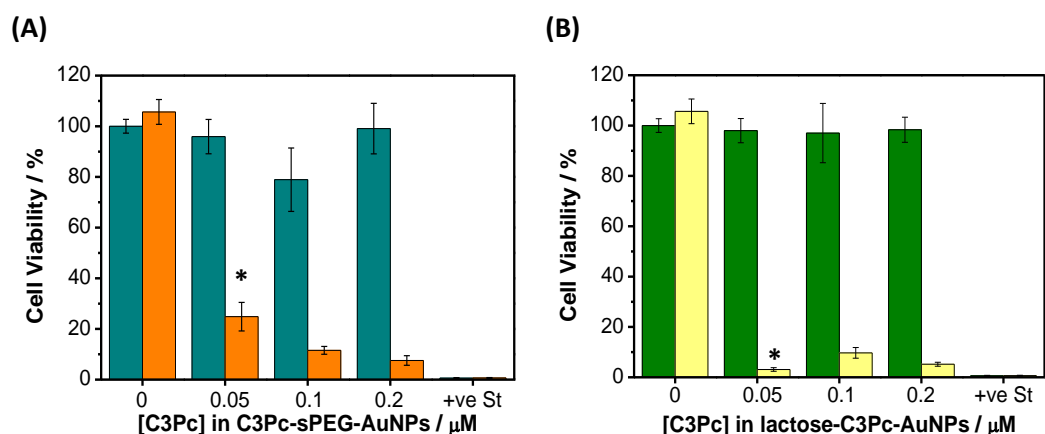 (A)
120
100
80
60
40
20
0
Cell Viability / %
*
0 0.05 0.1 0.2 +ve St
[C3Pc] in C3Pc-sPEG-AuNPs / μM
(B)
120
100
80
60
40
20
0
Cell Viability / %
*
0 0.05 0.1 0.2 +ve St
[C3Pc] in lactose-C3Pc-AuNPs / μM